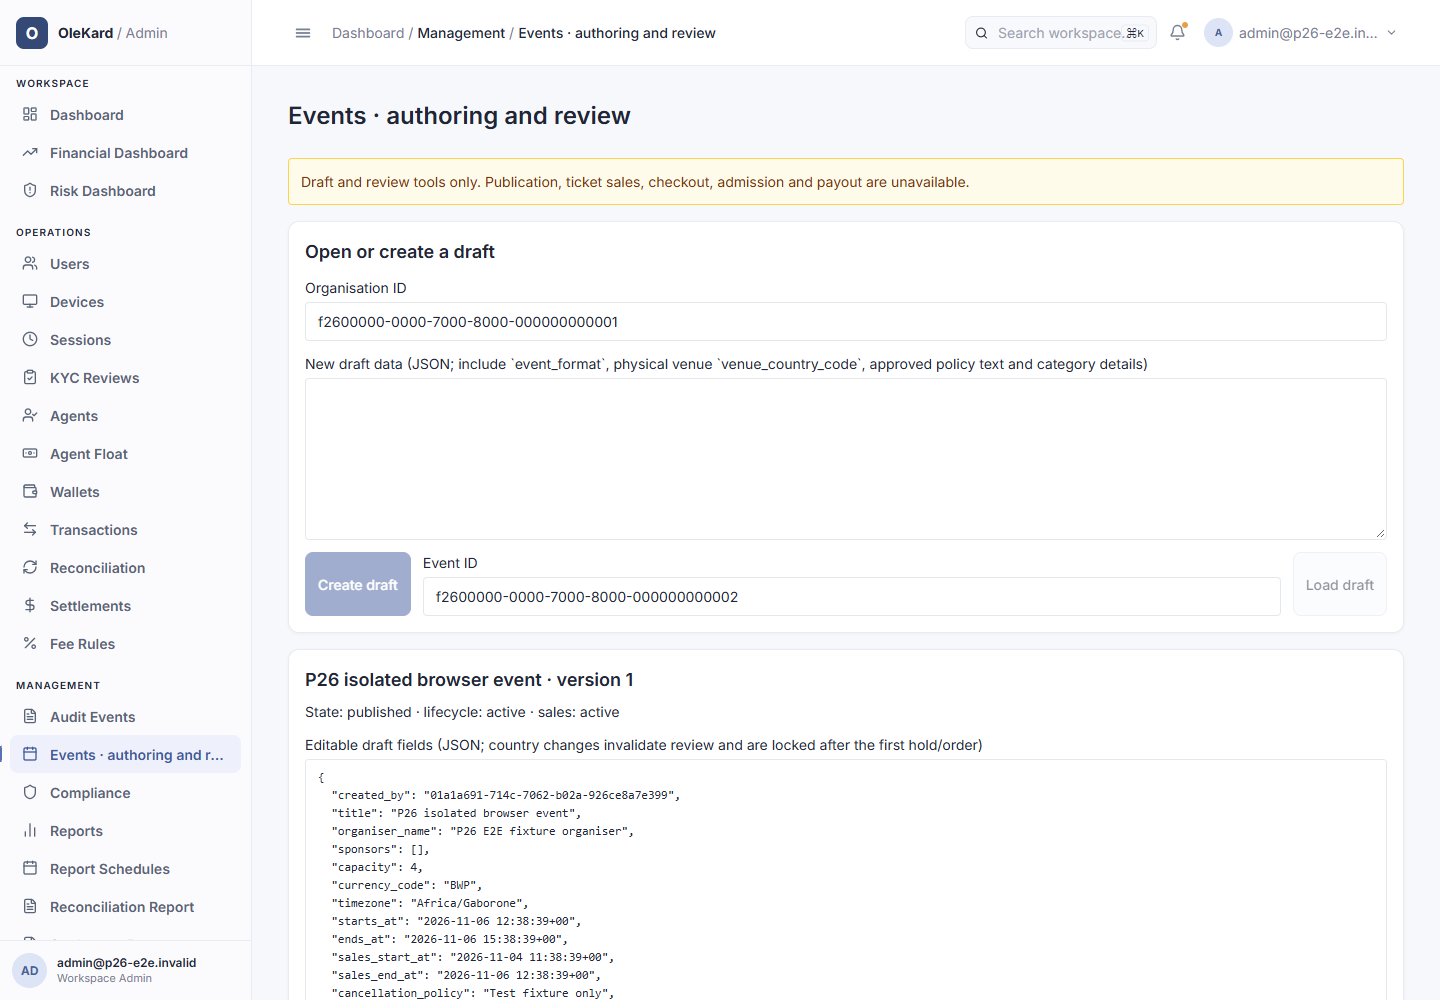 O OleKard / Admin
WORKSPACE
Dashboard
Financial Dashboard
Risk Dashboard
OPERATIONS
Users
Devices
Sessions
KYC Reviews
Agents
Agent Float
Wallets
Transactions
Reconciliation
Settlements
Fee Rules
MANAGEMENT
Audit Events
Events · authoring and r...
Compliance
Reports
Report Schedules
Reconciliation Report
AD admin@p26-e2e.invalid
Workspace Admin
Dashboard / Management / Events · authoring and review
Search workspace. ⌘K
A admin@p26-e2e.in...
Events · authoring and review
Draft and review tools only. Publication, ticket sales, checkout, admission and payout are unavailable.
Open or create a draft
Organisation ID
f2600000-0000-7000-8000-000000000001
New draft data (JSON; include `event_format`, physical venue `venue_country_code`, approved policy text and category details)
Create draft
Event ID
f2600000-0000-7000-8000-000000000002
Load draft
P26 isolated browser event · version 1
State: published · lifecycle: active · sales: active
Editable draft fields (JSON; country changes invalidate review and are locked after the first hold/order)
{
"created_by": "01a1a691-714c-7062-b02a-926ce8a7e399",
"title": "P26 isolated browser event",
"organiser_name": "P26 E2E fixture organiser",
"sponsors": [],
"capacity": 4,
"currency_code": "BWP",
"timezone": "Africa/Gaborone",
"starts_at": "2026-11-06 12:38:39+00",
"ends_at": "2026-11-06 15:38:39+00",
"sales_start_at": "2026-11-04 11:38:39+00",
"sales_end_at": "2026-11-06 12:38:39+00",
"cancellation_policy": "Test fixture only",